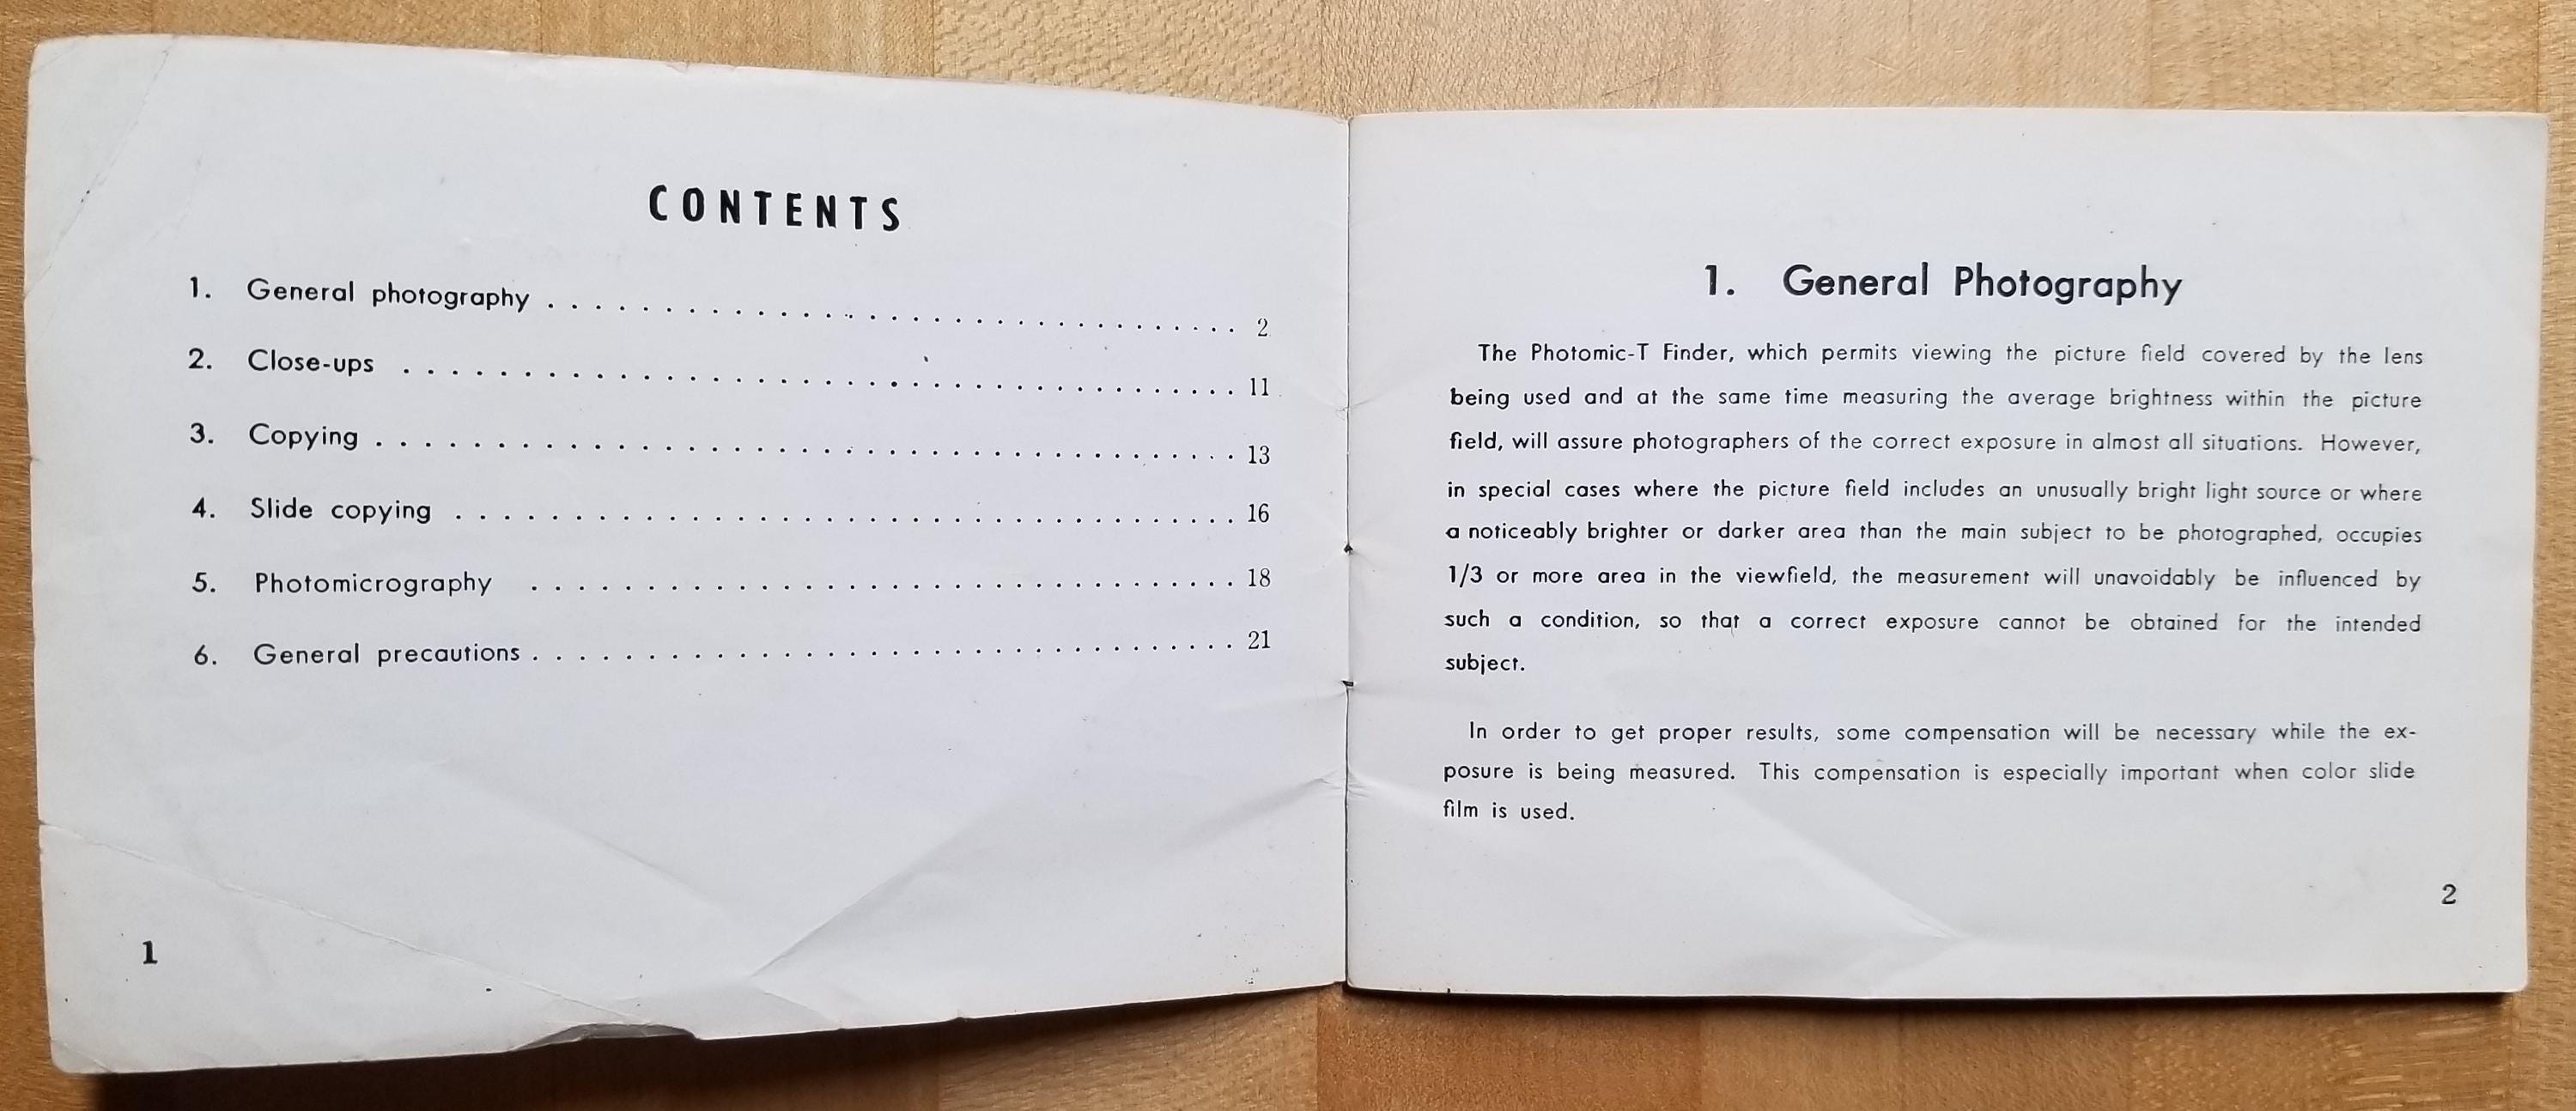 CONTENTS
1. General photography . . . . . . . . . . . . . . . . . . . . . . . . . . . . . . . . . 2
2. Close-ups . . . . . . . . . . . . . . . . . . . . . . . . . . . . . . . . . . . . . . 11
3. Copying . . . . . . . . . . . . . . . . . . . . . . . . . . . . . . . . . . . . . . . 13
4. Slide copying . . . . . . . . . . . . . . . . . . . . . . . . . . . . . . . . . . . 16
5. Photomicrography . . . . . . . . . . . . . . . . . . . . . . . . . . . . . . . 18
6. General precautions . . . . . . . . . . . . . . . . . . . . . . . . . . . . . . . 21
1
1. General Photography
The Photomic-T Finder, which permits viewing the picture field covered by the lens
being used and at the same time measuring the average brightness within the picture
field, will assure photographers of the correct exposure in almost all situations. However,
in special cases where the picture field includes an unusually bright light source or where
a noticeably brighter or darker area than the main subject to be photographed, occupies
1/3 or more area in the viewfield, the measurement will unavoidably be influenced by
such a condition, so that a correct exposure cannot be obtained for the intended
subject.
In order to get proper results, some compensation will be necessary while the ex-
posure is being measured. This compensation is especially important when color slide
film is used.
2